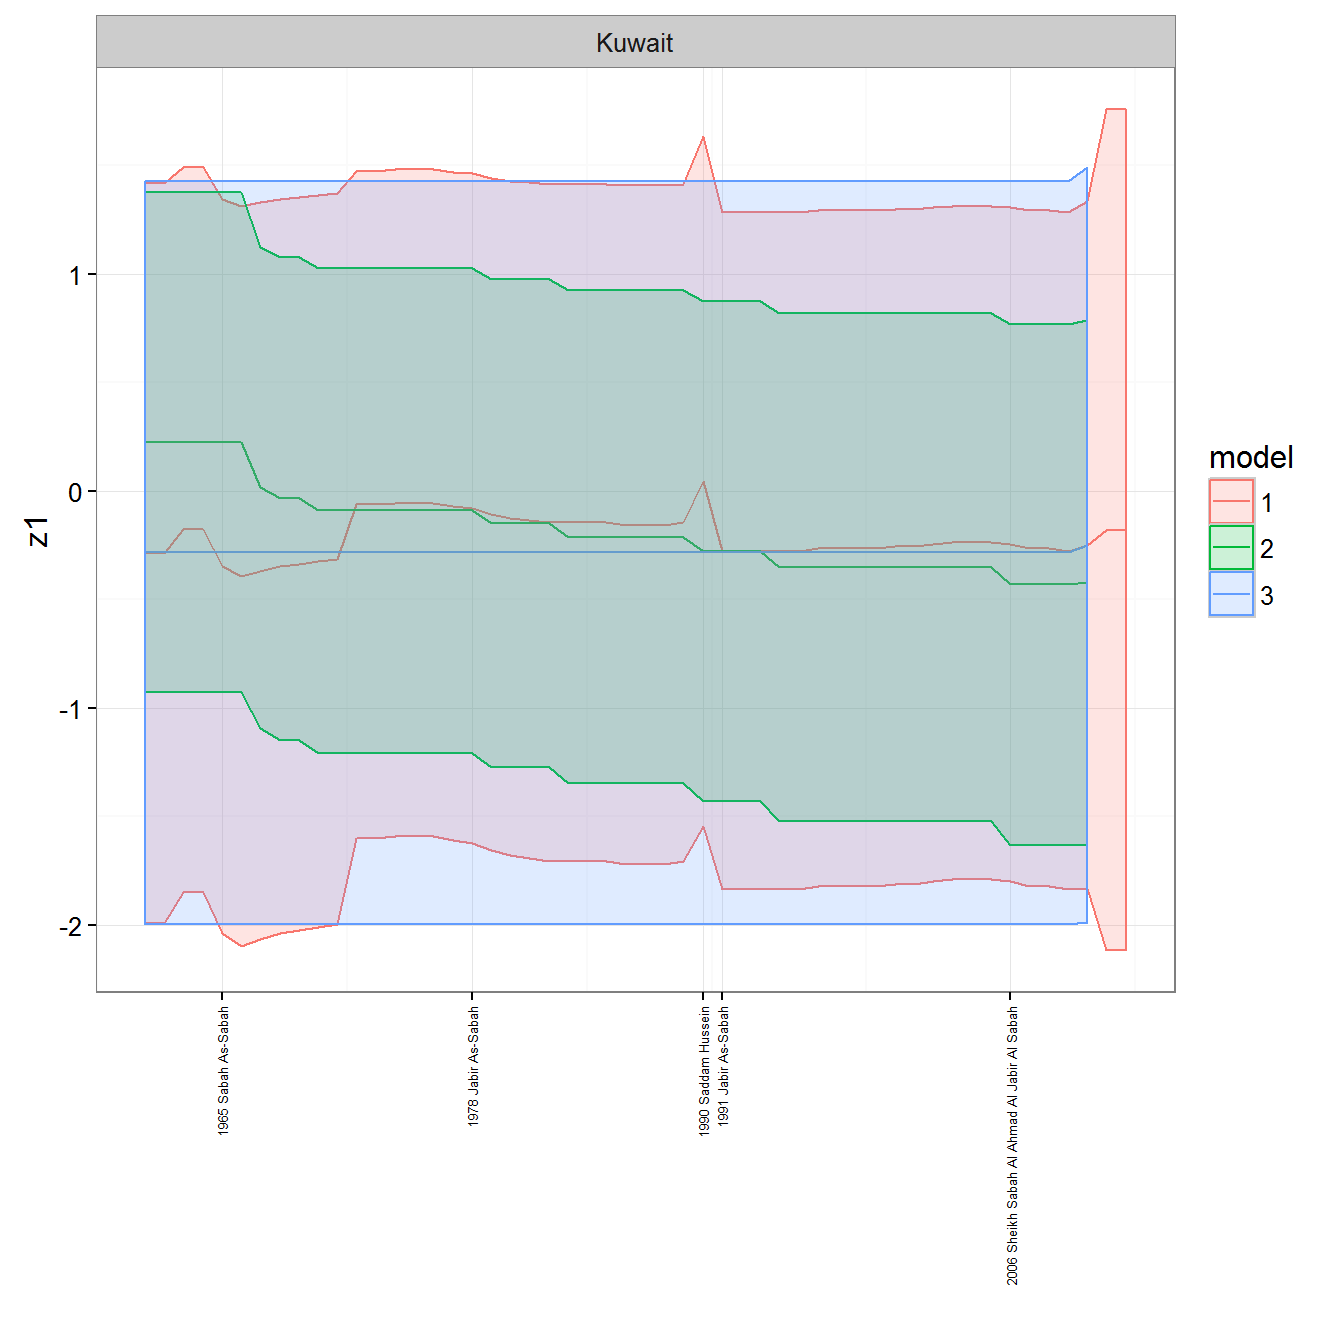 Kuwait
z1
1
0
-1
-2
1965 Sabah As-Sabah
1978 Jabir As-Sabah
1990 Saddam Hussein
1991 Jabir As-Sabah
2006 Sheikh Sabah Al Ahmad Al Jabir Al Sabah
model
1
2
3